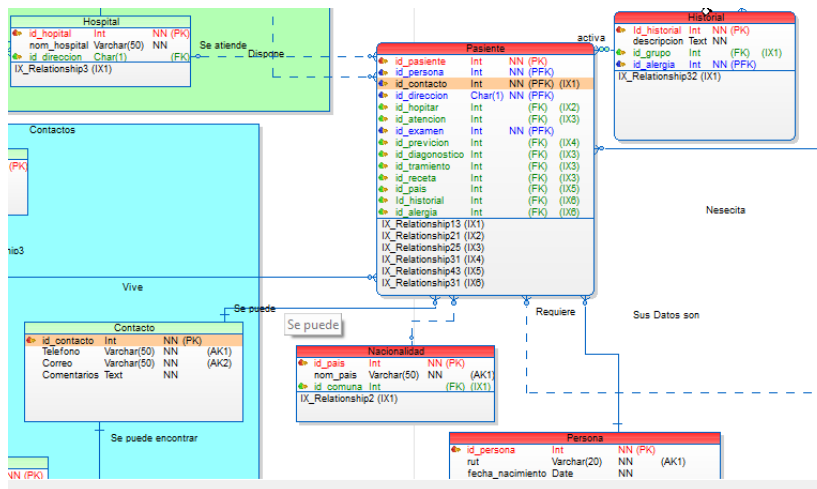 Hospital
id_hopital Int NN (PK)
nom_hospital Varchar(50) NN
id_direccion Char(1) (FK)
IX_Relationship3 (IX1)
Se atiende
Dispone
activa
Historial
Id_historial Int NN (PK)
descripcion Text NN
id_grupo Int (FK) (IX1)
id_alergia Int NN (PFK)
IX_Relationship32 (IX1)
Pasiente
id_pasiente Int NN (PK)
id_persona Int NN (PFK)
id_contacto Int NN (PFK) (IX1)
id_direcion Char(1) NN (PFK)
id_hopitar Int (FK) (IX2)
id_atencion Int (FK) (IX3)
id_examen Int NN (PFK)
id_previcion Int (FK) (IX4)
id_diagonostico Int (FK) (IX3)
id_tramiento Int (FK) (IX3)
id_receta Int (FK) (IX3)
id_pais Int (FK) (IX5)
Id_historial Int (FK) (IX6)
id_alergia Int (FK) (IX6)
IX_Relationship13 (IX1)
IX_Relationship21 (IX2)
IX_Relationship25 (IX3)
IX_Relationship31 (IX4)
IX_Relationship43 (IX5)
IX_Relationship31 (IX6)
Contactos
(PK)
hip3
Vive
Nesecita
Se puede
Se puede
Requiere
Sus Datos son
Contacto
id_contacto Int NN (PK)
Telefono Varchar(50) NN (AK1)
Correo Varchar(50) NN (AK2)
Comentarios Text NN
Se puede encontrar
NN (PK)
Nacionalidad
id_pais Int NN (PK)
nom_pais Varchar(50) NN (AK1)
id_comuna Int (FK) (IX1)
IX_Relationship2 (IX1)
Persona
id_persona Int NN (PK)
rut Varchar(20) NN (AK1)
fecha_nacimiento Date NN